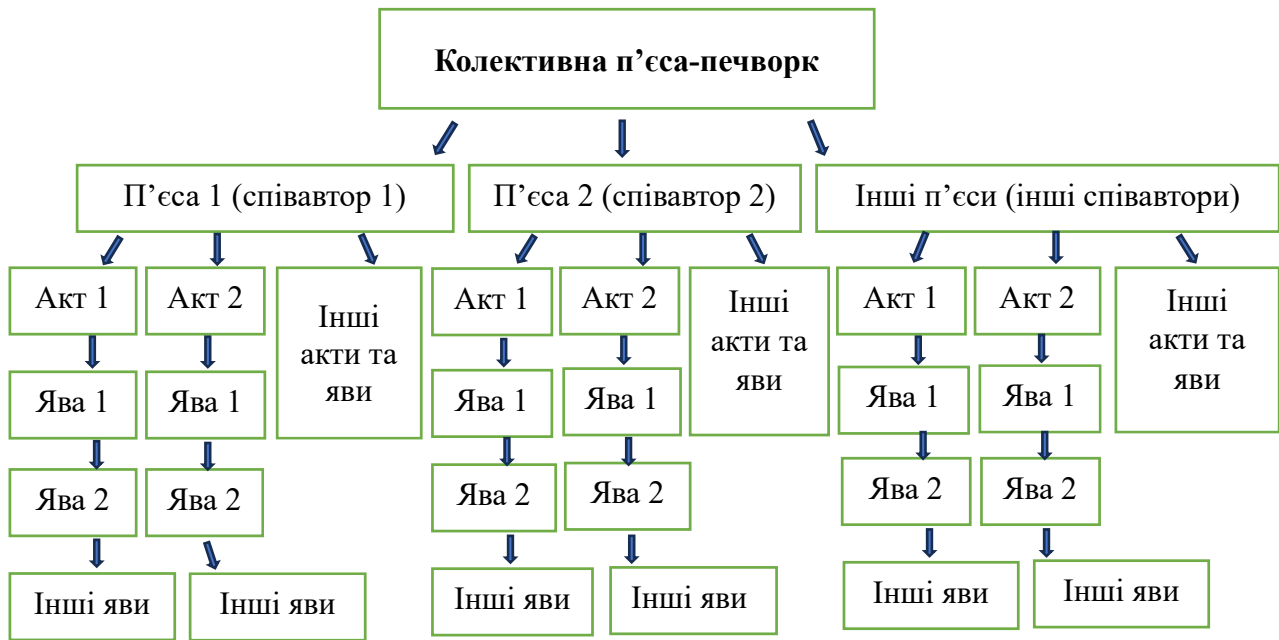 Колективна п’єса-печворк
П’єса 1 (співавтор 1)
П’єса 2 (співавтор 2)
Інші п’єси (інші співавтори)
Акт 1
Акт 2
Інші
акти та
яви
Акт 1
Акт 2
Інші
акти та
яви
Акт 1
Акт 2
Інші
акти та
яви
Ява 1
Ява 1
Ява 1
Ява 1
Ява 1
Ява 1
Ява 2
Ява 2
Ява 2
Ява 2
Ява 2
Ява 2
Інші яви
Інші яви
Інші яви
Інші яви
Інші яви
Інші яви